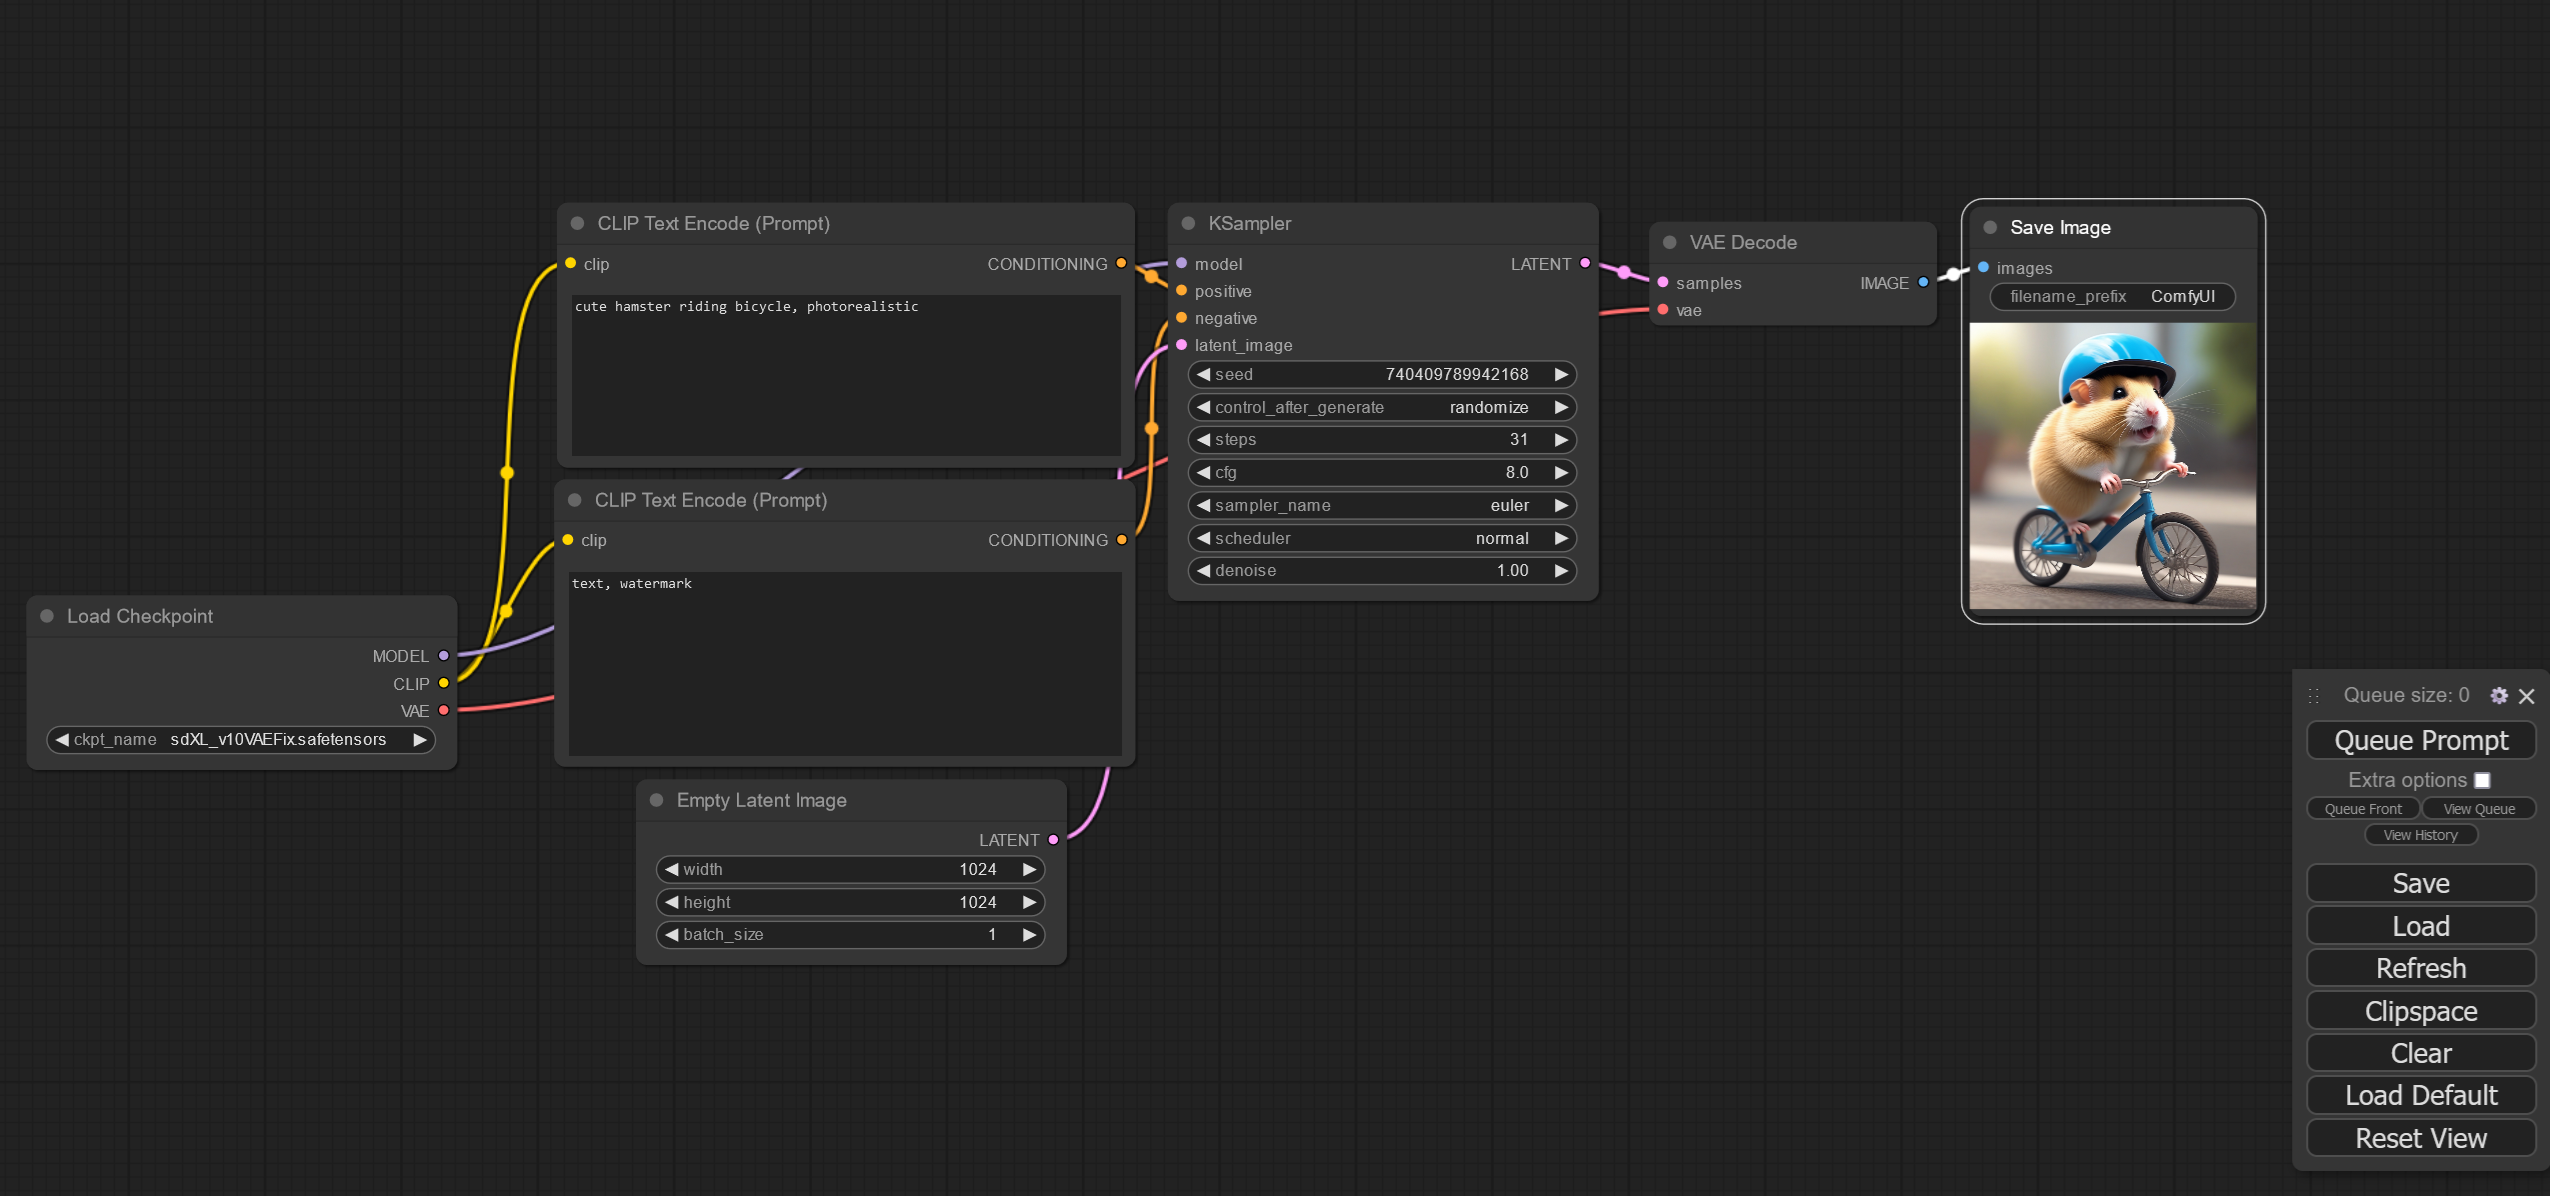 CLIP Text Encode (Prompt)
clip
CONDITIONING
cute hamster riding bicycle, photorealistic
CLIP Text Encode (Prompt)
clip
CONDITIONING
text, watermark
Load Checkpoint
MODEL
CLIP
VAE
ckpt_name sdXL_v10VAEFix.safetensors
Empty Latent Image
LATENT
width 1024
height 1024
batch_size 1
KSampler
model LATENT
positive
negative
latent_image
seed 740409789942168
control_after_generate randomize
steps 31
cfg 8.0
sampler_name euler
scheduler normal
denoise 1.00
VAE Decode
samples IMAGE
vae
Save Image
images
filename_prefix ComfyUI
Queue size: 0
Queue Prompt
Extra options
Queue Front View Queue
View History
Save
Load
Refresh
Clipspace
Clear
Load Default
Reset View